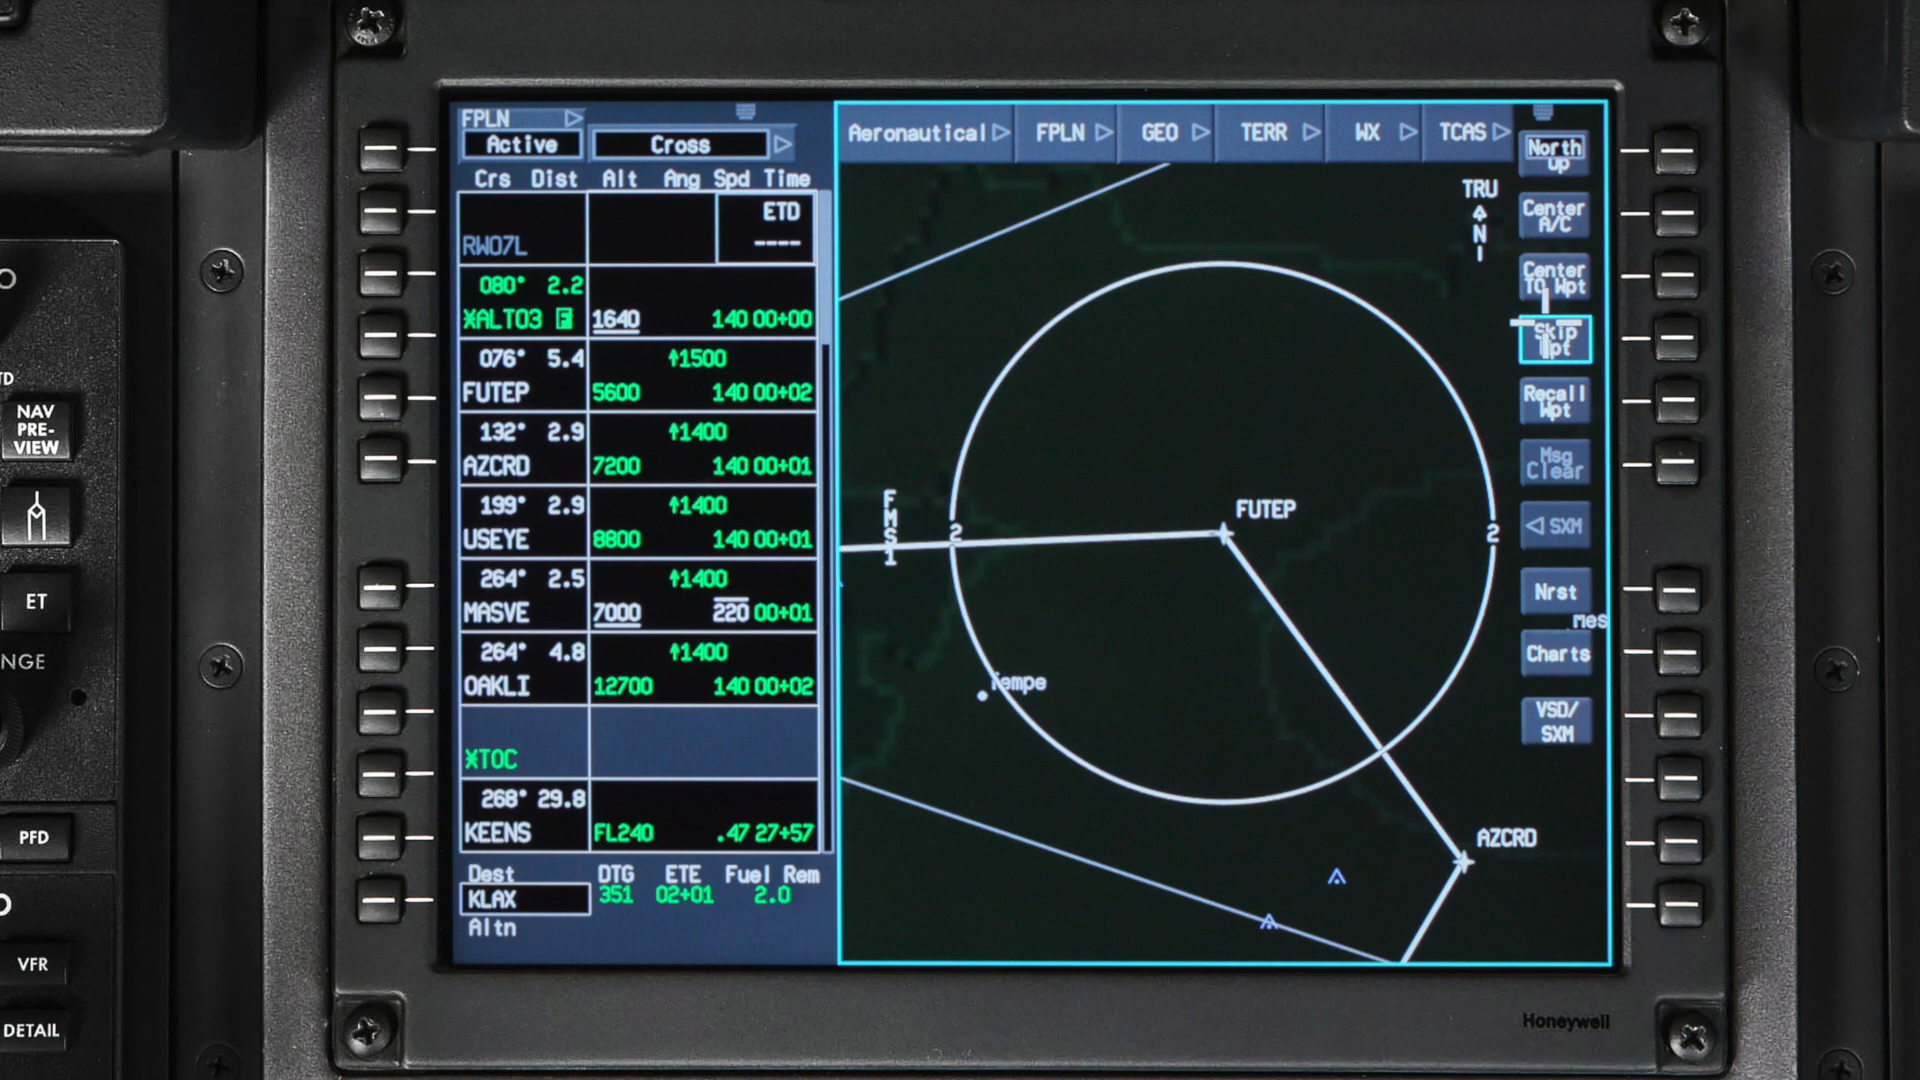 FPLN
Active
Cross
Crs Dist Alt Ang Spd Time
ETD
RW07L ----
080° 2.2
*ALTO3 F 1640 140 00+00
076° 5.4 ↑1500
FUTEP 5600 140 00+02
132° 2.9 ↑1400
AZCRD 7200 140 00+01
199° 2.9 ↑1400
USEYE 8800 140 00+01
264° 2.5 ↑1400
MASVE 7000 220 00+01
264° 4.8 ↑1400
OAKLI 12700 140 00+02
*TOC
268° 29.8
KEENS FL240 .47 27+57
Dest DTG ETE Fuel Rem
KLAX 351 02+01 2.0
Altn
Aeronautical FPLN GEO TERR WX TCAS
TRU
N
FMS1
2
2
FUTEP
Tempe
AZCRD
North
Up
Center
A/C
Center
TO Wpt
Skip
Wpt
Recall
Wpt
Msg
Clear
SXM
Nrst
Mes
Charts
VSD/
SXM
Honeywell
O
TD
NAV
PRE-
VIEW
ET
NGE
PFD
O
VFR
DETAIL